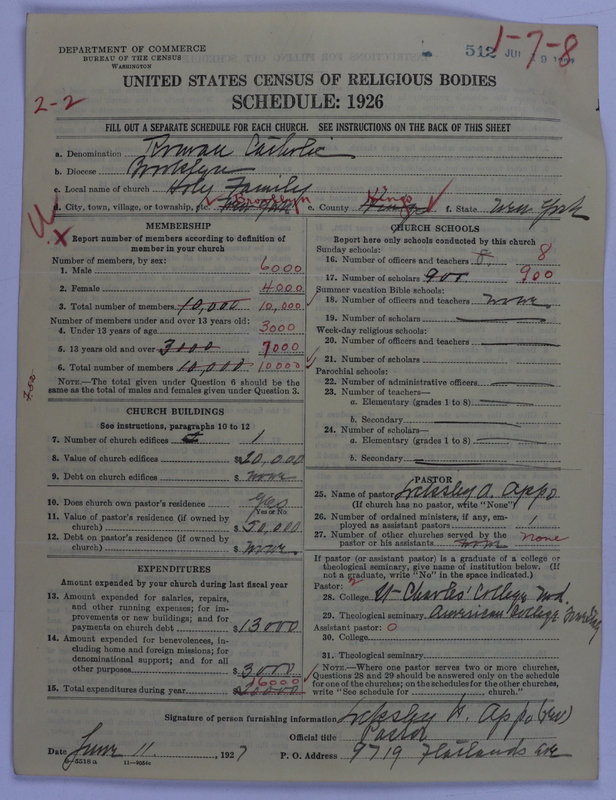 DEPARTMENT OF COMMERCE
BUREAU OF THE CENSUS
WASHINGTON
512 JUL 9
1-7-8
UNITED STATES CENSUS OF RELIGIOUS BODIES
SCHEDULE: 1926
2-2
FILL OUT A SEPARATE SCHEDULE FOR EACH CHURCH. SEE INSTRUCTIONS ON THE BACK OF THIS SHEET
a. Denomination Roman Catholic
b. Diocese Brooklyn
c. Local name of church Holy Family
d. City, town, village, or township, etc. New York Brooklyn e. County Kings f. State New York
MEMBERSHIP
Report number of members according to definition of member in your church
Number of members, by sex:
1. Male 6000
2. Female 4000
3. Total number of members 10,000 10,000
Number of members under and over 13 years old:
4. Under 13 years of age 3000
5. 13 years old and over 7000
6. Total number of members 10,000 10000
NOTE.—The total given under Question 6 should be the same as the total of males and females given under Question 3.
CHURCH BUILDINGS
See instructions, paragraphs 10 to 12
7. Number of church edifices 1
8. Value of church edifices $20,000
9. Debt on church edifices $ none
10. Does church own pastor's residence Yes
Yes or No
11. Value of pastor's residence (if owned by church) $50,000
12. Debt on pastor's residence (if owned by church) $ none
EXPENDITURES
Amount expended by your church during last fiscal year
13. Amount expended for salaries, repairs, and other running expenses; for improvements or new buildings; and for payments on church debt $13000
14. Amount expended for benevolences, including home and foreign missions; for denominational support; and for all other purposes $3000
16000
15. Total expenditures during year $
CHURCH SCHOOLS
Report here only schools conducted by this church
Sunday schools:
16. Number of officers and teachers 8. 8
17. Number of scholars 900. 900
Summer vacation Bible schools:
18. Number of officers and teachers none
19. Number of scholars
Week-day religious schools:
20. Number of officers and teachers
21. Number of scholars
Parochial schools:
22. Number of administrative officers
23. Number of teachers—
a. Elementary (grades 1 to 8)
b. Secondary
24. Number of scholars—
a. Elementary (grades 1 to 8)
b. Secondary
PASTOR
25. Name of pastor Locksley A. Appo
(If church has no pastor, write "None")
26. Number of ordained ministers, if any, employed as assistant pastors 1
27. Number of other churches served by the pastor or his assistants none None
If pastor (or assistant pastor) is a graduate of a college or theological seminary, give name of institution below. (If not a graduate, write "No" in the space indicated.)
Pastor: 2
28. College St Charles' College Md.
29. Theological seminary American College
Assistant pastor: 0
30. College
31. Theological seminary
NOTE.—Where one pastor serves two or more churches, Questions 28 and 29 should be answered only on the schedule for one of the churches; on the schedules for the other churches, write "See schedule for church."
Signature of person furnishing information Locksley A. Appo (Rev)
Official title Pastor
Date June 11, 1927 P. O. Address 9719 Flatlands Ave
11—9554